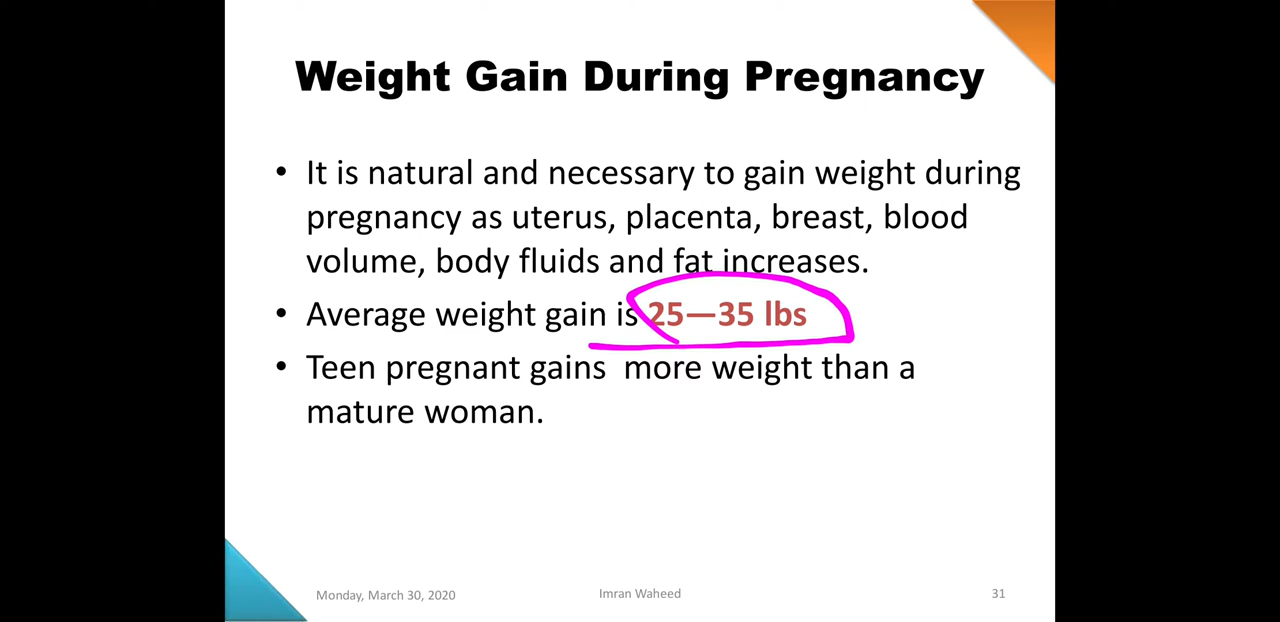 Weight Gain During Pregnancy
• It is natural and necessary to gain weight during
pregnancy as uterus, placenta, breast, blood
volume, body fluids and fat increases.
• Average weight gain is 25—35 lbs
• Teen pregnant gains  more weight than a
mature woman.
Monday, March 30, 2020
Imran Waheed
31